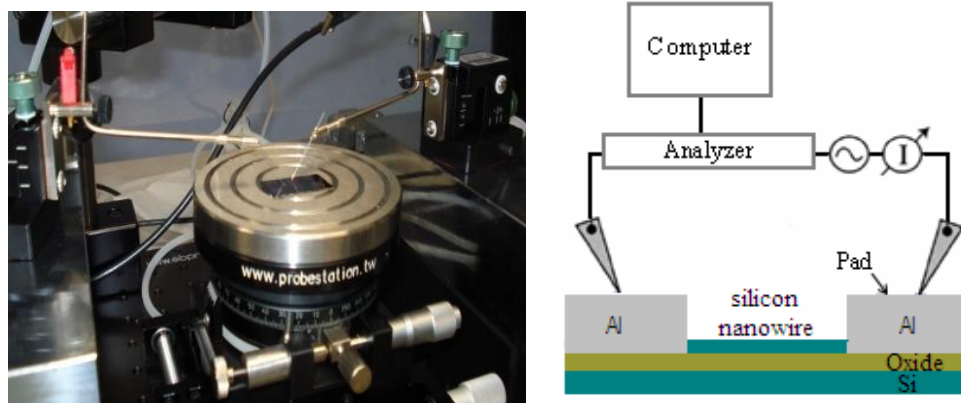 www.probestation.tw
Computer
Analyzer
I
Pad
silicon
nanowire
Al
Al
Oxide
Si